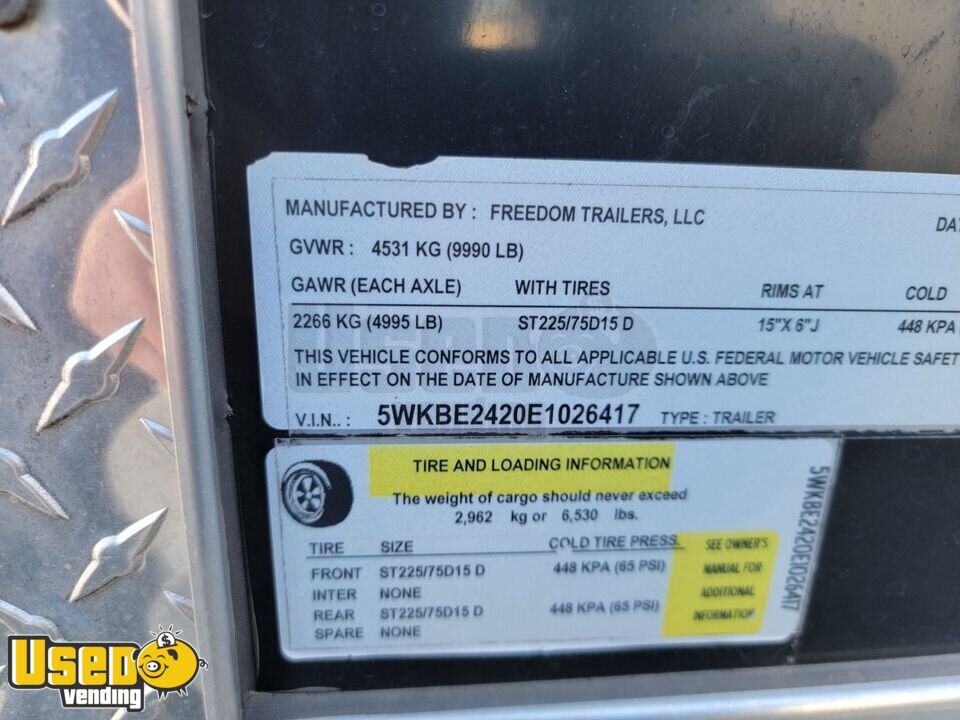 MANUFACTURED BY : FREEDOM TRAILERS, LLC
GVWR : 4531 KG (9990 LB)
GAWR (EACH AXLE) WITH TIRES RIMS AT COLD
2266 KG (4995 LB) ST225/75D15 D 15"X 6"J 448 KPA
THIS VEHICLE CONFORMS TO ALL APPLICABLE U.S. FEDERAL MOTOR VEHICLE SAFET
IN EFFECT ON THE DATE OF MANUFACTURE SHOWN ABOVE
V.I.N.. : 5WKBE2420E1026417 TYPE : TRAILER
TIRE AND LOADING INFORMATION
The weight of cargo should never exceed
2,962 kg or 6,530 lbs.
TIRE SIZE COLD TIRE PRESS.
FRONT ST225/75D15 D 448 KPA (65 PSI)
INTER NONE
REAR ST225/75D15 D 448 KPA (65 PSI)
SPARE NONE
SEE OWNER'S
MANUAL FOR
ADDITIONAL
INFORMATION
5WKBE2420E1026417
USED
vending